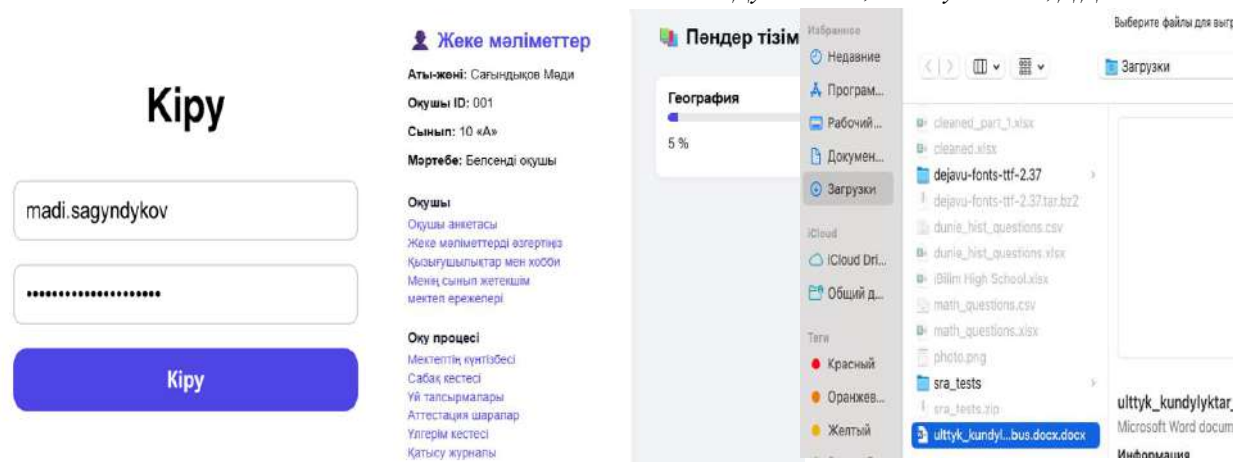 Кіру
madi.sagyndykov
Кіру
Жеке мәліметтер
Аты-жөні: Сағындықов Мәди
Оқушы ID: 001
Сынып: 10 «А»
Мәртебе: Белсенді оқушы
Оқушы
Оқушы анкетасы
Жеке мәліметтерді өзгертіңіз
Қызығушылықтар мен хобби
Менің сынып жетекшім
мектеп ережелері
Оқу процесі
Мектептің күнтізбесі
Сабақ кестесі
Үй тапсырмалары
Аттестация шаралар
Үлгерім кестесі
Қатысу журналы
Пәндер тізім
География
5 %
Избранное
Недавние
Програм...
Рабочий...
Докумен...
Загрузки
iCloud
iCloud Dri...
Общий д...
Теги
Красный
Оранжев...
Желтый
Выберите файлы для выгр
Загрузки
cleaned_part_1.xlsx
cleaned.xlsx
dejavu-fonts-ttf-2.37
dejavu-fonts-ttf-2.37.tar.bz2
dunie_hist_questions.csv
dunie_hist_questions.xlsx
iBilim High School.xlsx
math_questions.csv
math_questions.xlsx
photo.png
sra_tests
sra_tests.zip
ulttyk_kundyl...bus.docx.docx
ulttyk_kundylyktar_
Microsoft Word docum
Информация